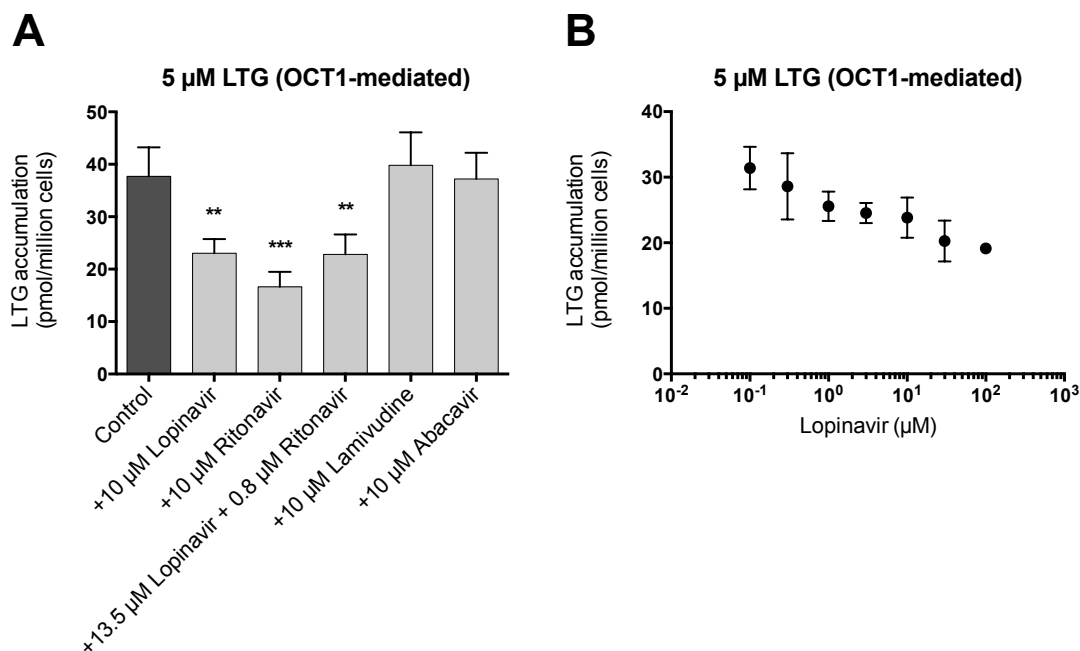 A
5 µM LTG (OCT1-mediated)
LTG accumulation
(pmol/million cells)
50
40
30
20
10
0
**
***
**
Control
+10 µM Lopinavir
+10 µM Ritonavir
+13.5 µM Lopinavir + 0.8 µM Ritonavir
+10 µM Lamivudine
+10 µM Abacavir
B
5 µM LTG (OCT1-mediated)
LTG accumulation
(pmol/million cells)
40
30
20
10
0
10⁻² 10⁻¹ 10⁰ 10¹ 10² 10³
Lopinavir (µM)